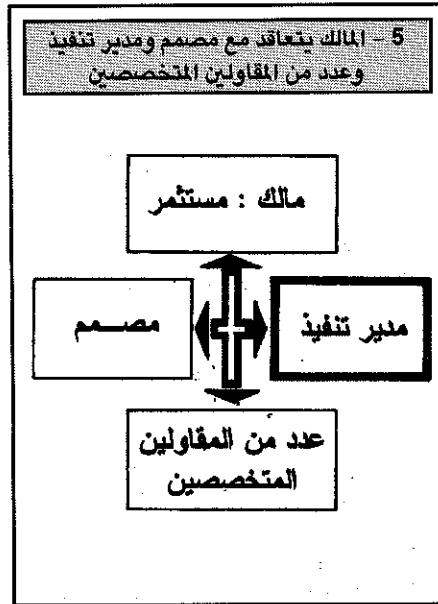 5 - المالك يتعاقد مع مصمم ومدير تنفيذ
وعدد من المقاولين المتخصصين
مالك : مستثمر
مصـــمم
مدير تنفيذ
عدد من المقاولين
المتخصصين